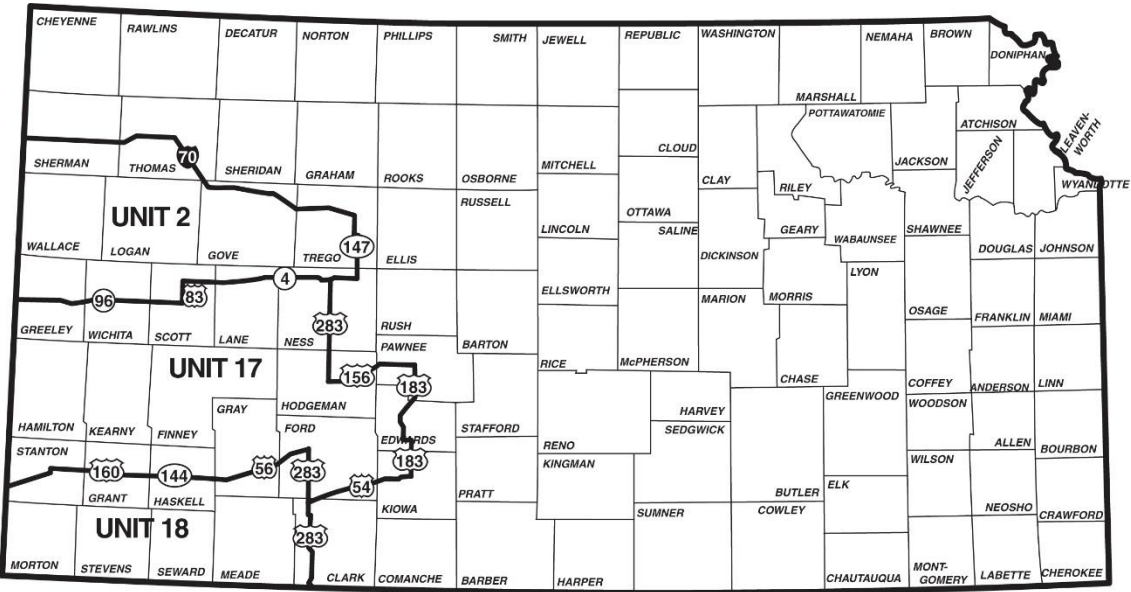 CHEYENNE
RAWLINS
DECATUR
NORTON
PHILLIPS
SMITH
JEWELL
REPUBLIC
WASHINGTON
NEMAHA
BROWN
DONIPHAN
MARSHALL
POTTAWATOMIE
ATCHISON
LEAVEN-
WORTH
SHERMAN
THOMAS
70
SHERIDAN
GRAHAM
ROOKS
OSBORNE
MITCHELL
CLOUD
CLAY
RILEY
JACKSON
JEFFERSON
WYANDOTTE
UNIT 2
WALLACE
LOGAN
GOVE
TREGO
147
ELLIS
RUSSELL
LINCOLN
OTTAWA
SALINE
DICKINSON
GEARY
WABAUNSEE
SHAWNEE
DOUGLAS
JOHNSON
96
83
4
283
ELLSWORTH
MARION
MORRIS
LYON
OSAGE
FRANKLIN
MIAMI
GREELEY
WICHITA
SCOTT
LANE
NESS
RUSH
PAWNEE
BARTON
RICE
McPHERSON
CHASE
COFFEY
ANDERSON
LINN
UNIT 17
156
183
HAMILTON
KEARNY
FINNEY
GRAY
HODGEMAN
FORD
EDWARDS
STAFFORD
RENO
HARVEY
SEDGWICK
GREENWOOD
WOODSON
ALLEN
BOURBON
STANTON
160
GRANT
144
HASKELL
56
283
54
183
KIOWA
PRATT
KINGMAN
BUTLER
ELK
WILSON
NEOSHO
CRAWFORD
UNIT 18
283
SUMNER
COWLEY
MORTON
STEVENS
SEWARD
MEADE
CLARK
COMANCHE
BARBER
HARPER
CHAUTAUQUA
MONT-
GOMERY
LABETTE
CHEROKEE